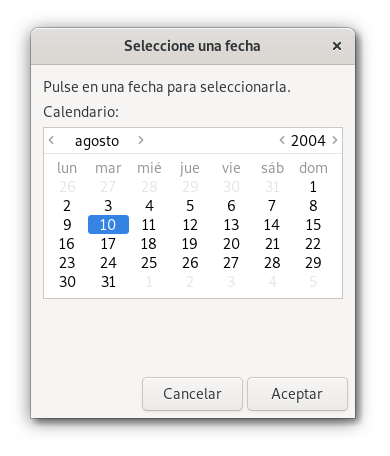 Seleccione una fecha ×
Pulse en una fecha para seleccionarla.
Calendario:
< agosto > < 2004 >
lun mar mié jue vie sáb dom
26 27 28 29 30 31 1
2 3 4 5 6 7 8
9 10 11 12 13 14 15
16 17 18 19 20 21 22
23 24 25 26 27 28 29
30 31 1 2 3 4 5
Cancelar Aceptar